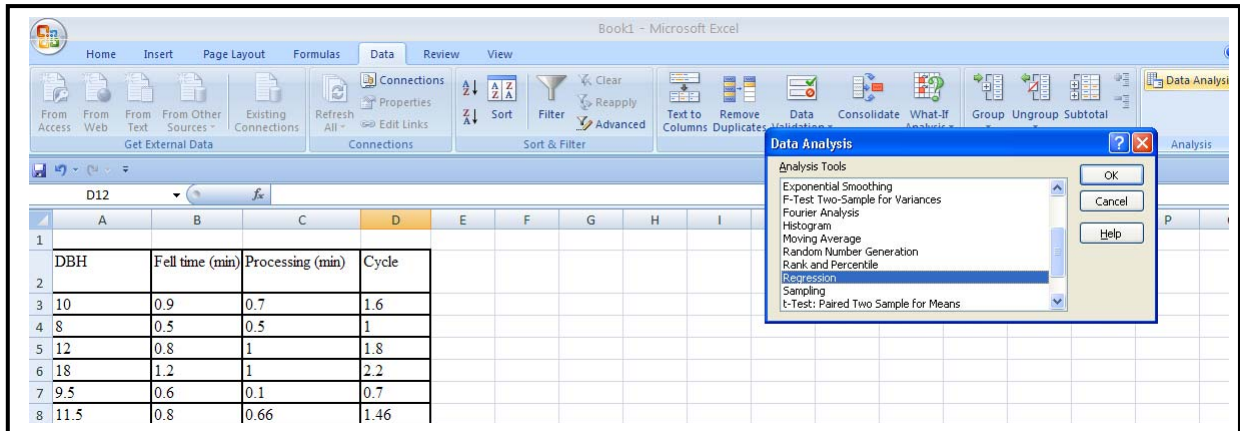 Book1 - Microsoft Excel
Home Insert Page Layout Formulas Data Review View
From Access
From Web
From Text
From Other Sources
Existing Connections
Get External Data
Refresh All
Connections
Properties
Edit Links
Connections
Sort
Filter
Clear
Reapply
Advanced
Sort & Filter
Text to Columns
Remove Duplicates
Data Validation
Consolidate
What-If Analysis
Group Ungroup Subtotal
Data Analysi
Analysis
Data Analysis
Analysis Tools
Exponential Smoothing
F-Test Two-Sample for Variances
Fourier Analysis
Histogram
Moving Average
Random Number Generation
Rank and Percentile
Regression
Sampling
t-Test: Paired Two Sample for Means
OK
Cancel
Help
D12 fx
A B C D E F G H I P
1
2 DBH Fell time (min) Processing (min) Cycle
3 10 0.9 0.7 1.6
4 8 0.5 0.5 1
5 12 0.8 1 1.8
6 18 1.2 1 2.2
7 9.5 0.6 0.1 0.7
8 11.5 0.8 0.66 1.46